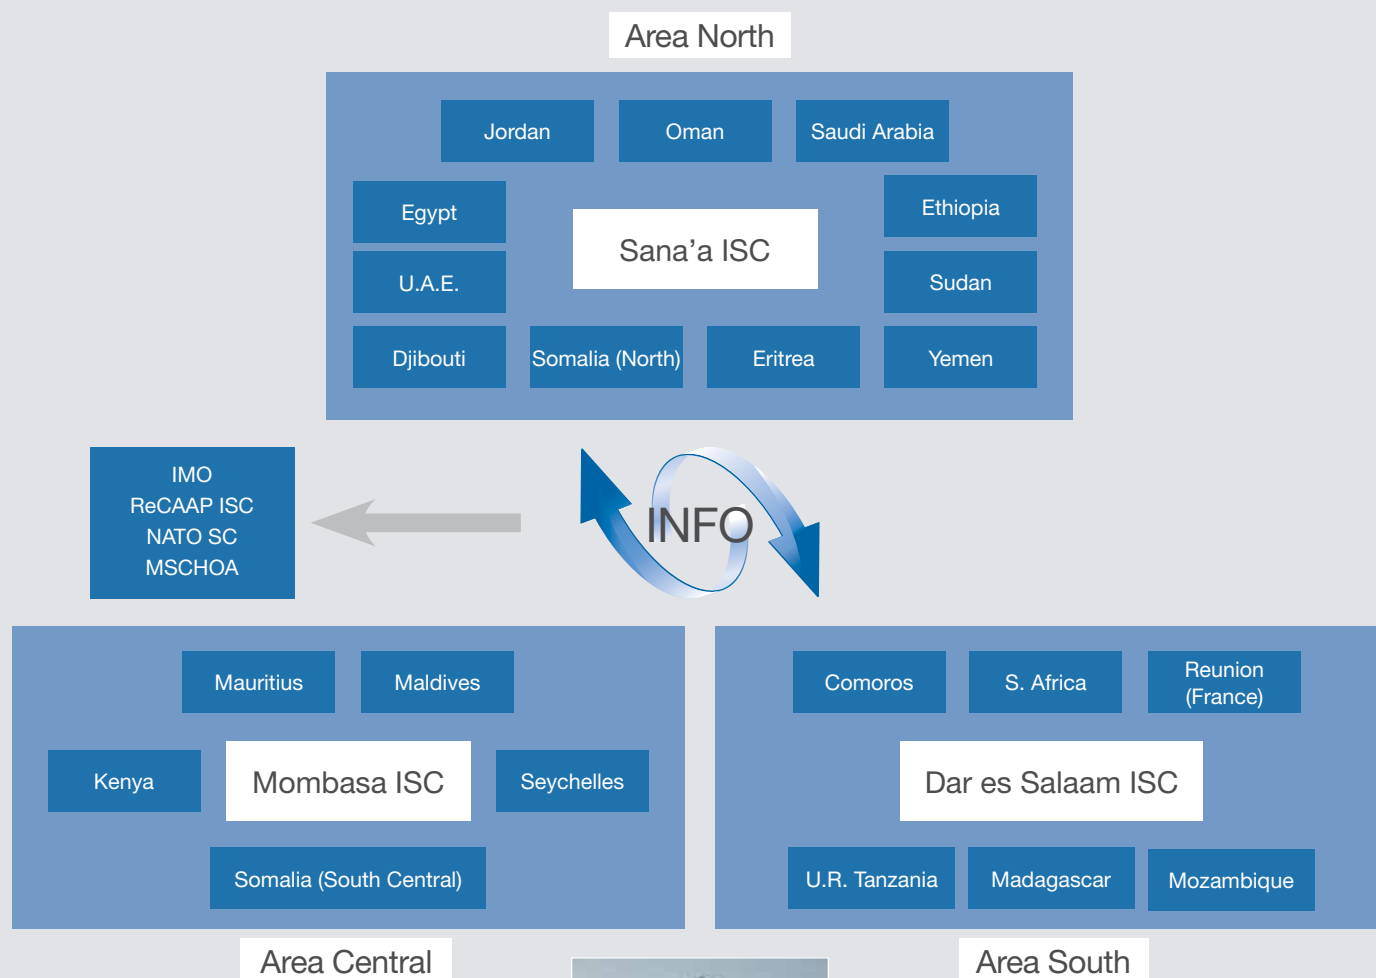 Area North
Jordan
Oman
Saudi Arabia
Egypt
Ethiopia
Sana’a ISC
U.A.E.
Sudan
Djibouti
Somalia (North)
Eritrea
Yemen
IMO
ReCAAP ISC
NATO SC
MSCHOA
INFO
Mauritius
Maldives
Kenya
Mombasa ISC
Seychelles
Somalia (South Central)
Area Central
Comoros
S. Africa
Reunion
(France)
Dar es Salaam ISC
U.R. Tanzania
Madagascar
Mozambique
Area South